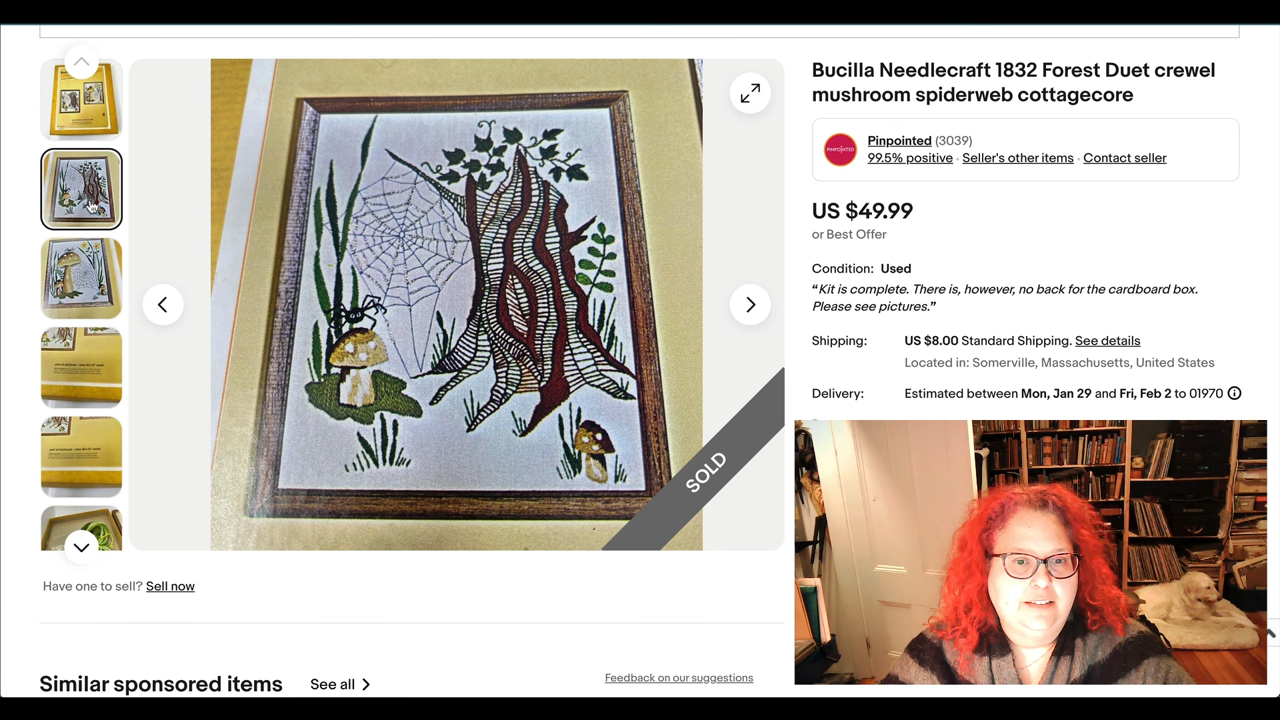 Bucilla Needlecraft 1832 Forest Duet crewel
mushroom spiderweb cottagecore
PINPOINTED
Pinpointed (3039)
99.5% positive · Seller's other items · Contact seller
US $49.99
or Best Offer
Condition: Used
“Kit is complete. There is, however, no back for the cardboard box.
Please see pictures.”
Shipping: US $8.00 Standard Shipping. See details
Located in: Somerville, Massachusetts, United States
Delivery: Estimated between Mon, Jan 29 and Fri, Feb 2 to 01970
SOLD
Have one to sell? Sell now
Similar sponsored items See all
Feedback on our suggestions